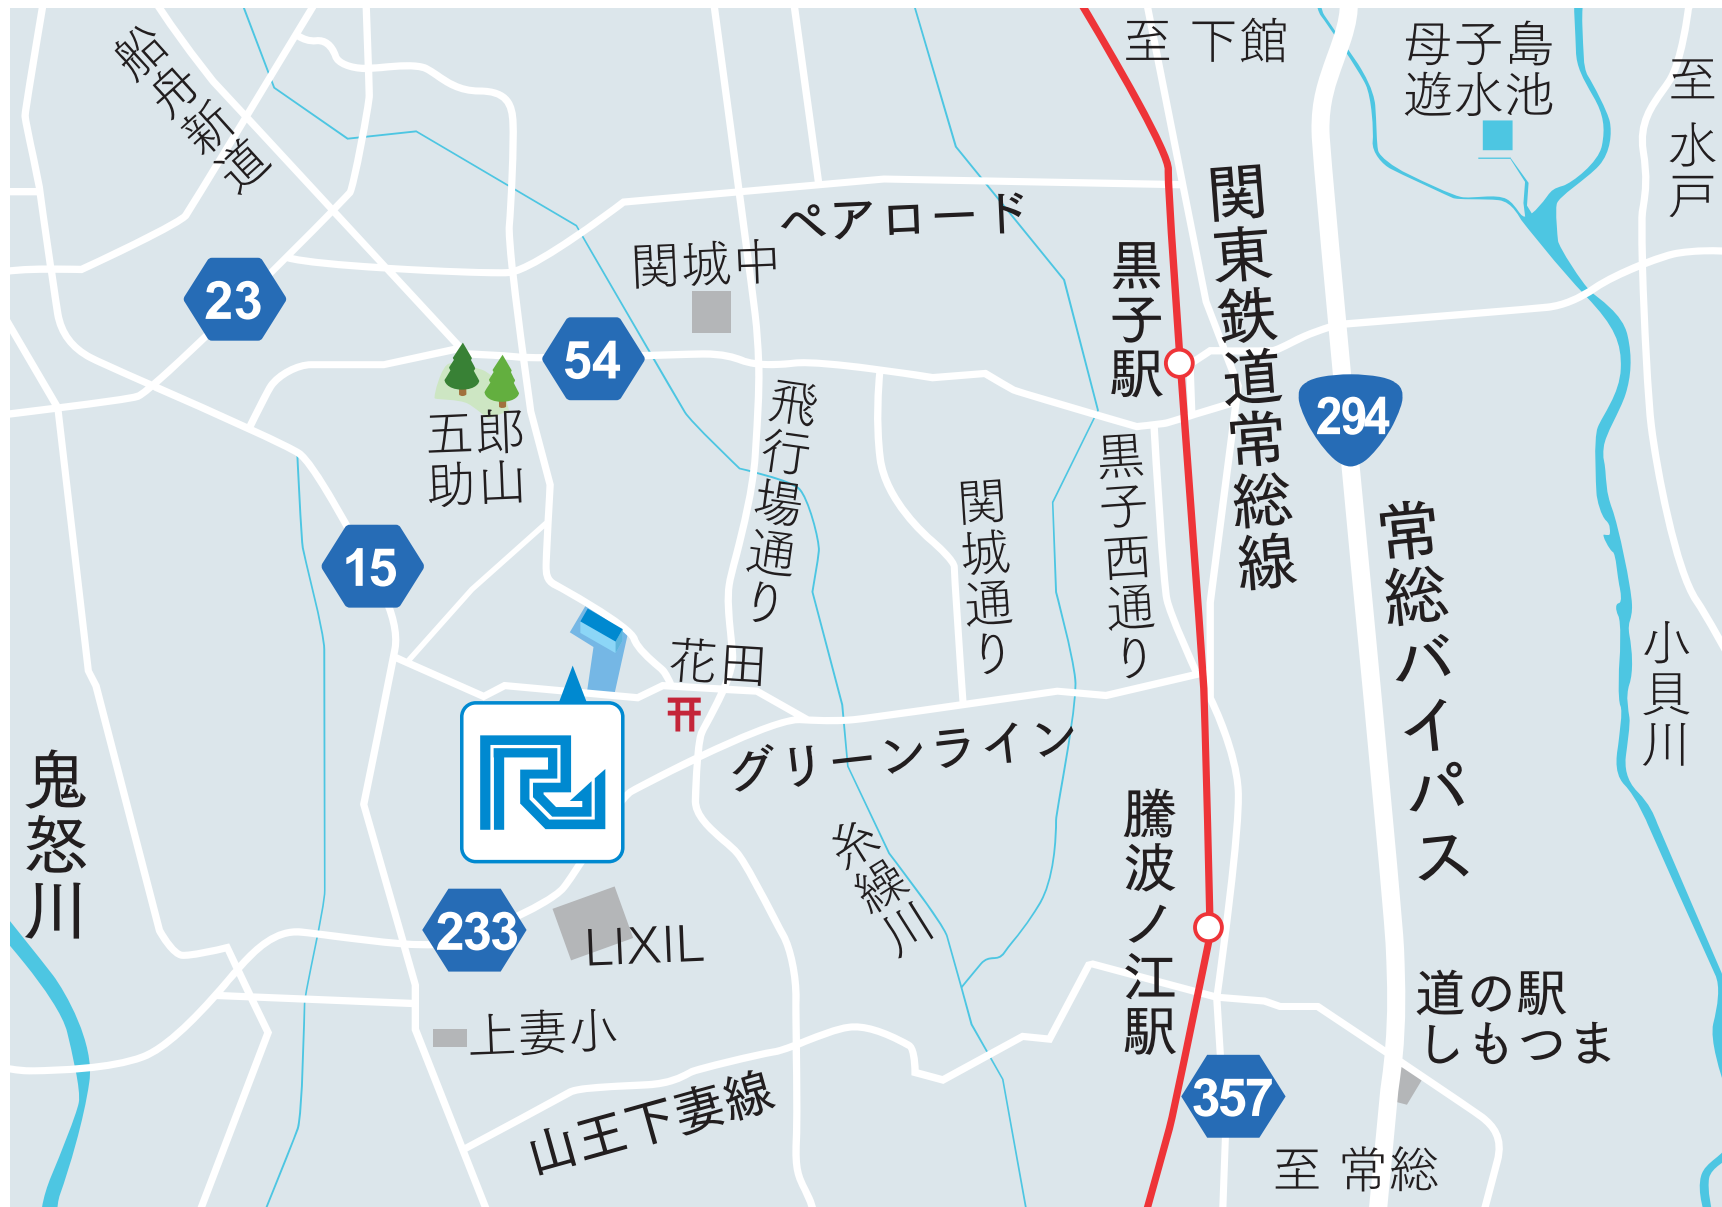 船舟新道
至 下館
母子島
遊水池
至 水戸
ペアロード
関城中
関東鉄道常総線
黒子駅
23
54
294
五郎
助山
飛行場通り
関城通り
黒子西通り
常総バイパス
15
花田
小貝川
グリーンライン
鬼怒川
糸繰川
騰波ノ江駅
233
LIXIL
道の駅
しもつま
上妻小
山王下妻線
357
至 常総